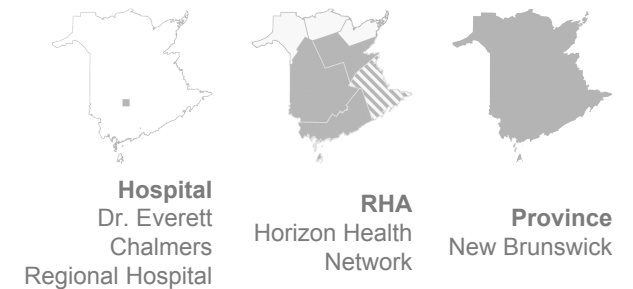 Hospital
Dr. Everett
Chalmers
Regional Hospital
RHA
Horizon Health
Network
Province
New Brunswick